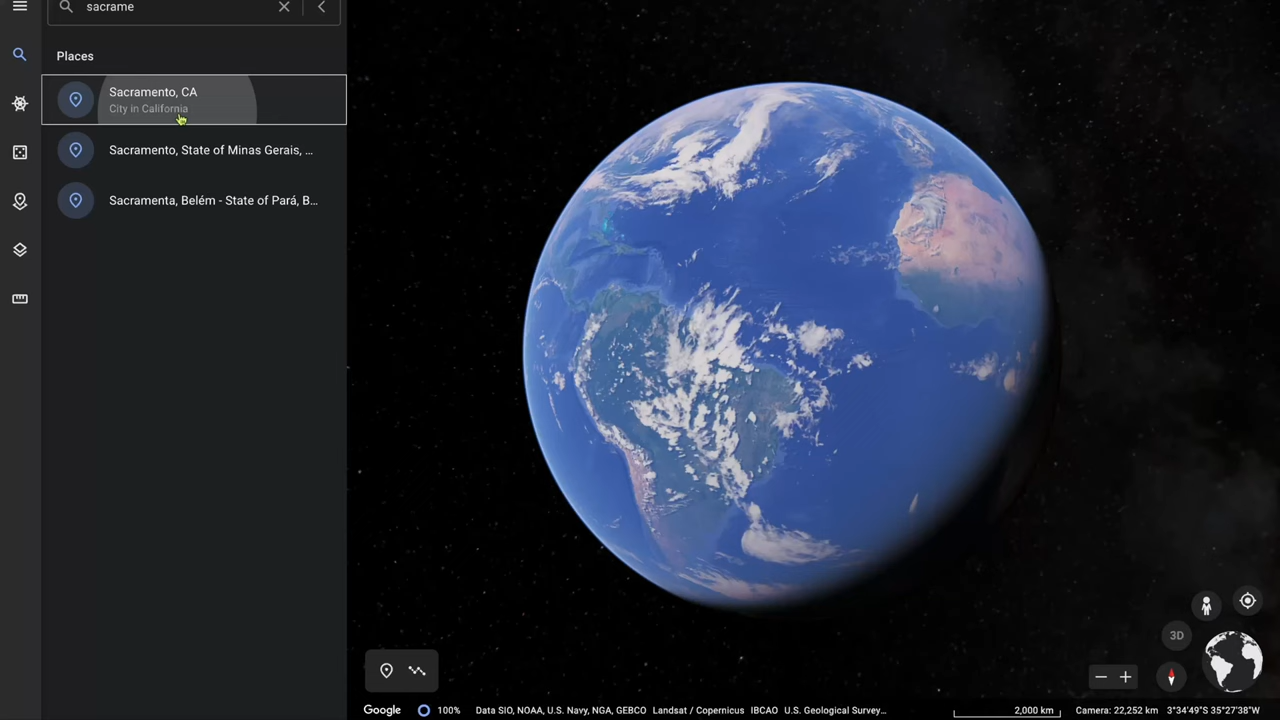 sacrame
Places
Sacramento, CA
City in California
Sacramento, State of Minas Gerais, ...
Sacramenta, Belém - State of Pará, B...
3D
Google 100% Data SIO, NOAA, U.S. Navy, NGA, GEBCO Landsat / Copernicus IBCAO U.S. Geological Survey... 2,000 km Camera: 22,252 km 3°34'49"S 35°27'38"W